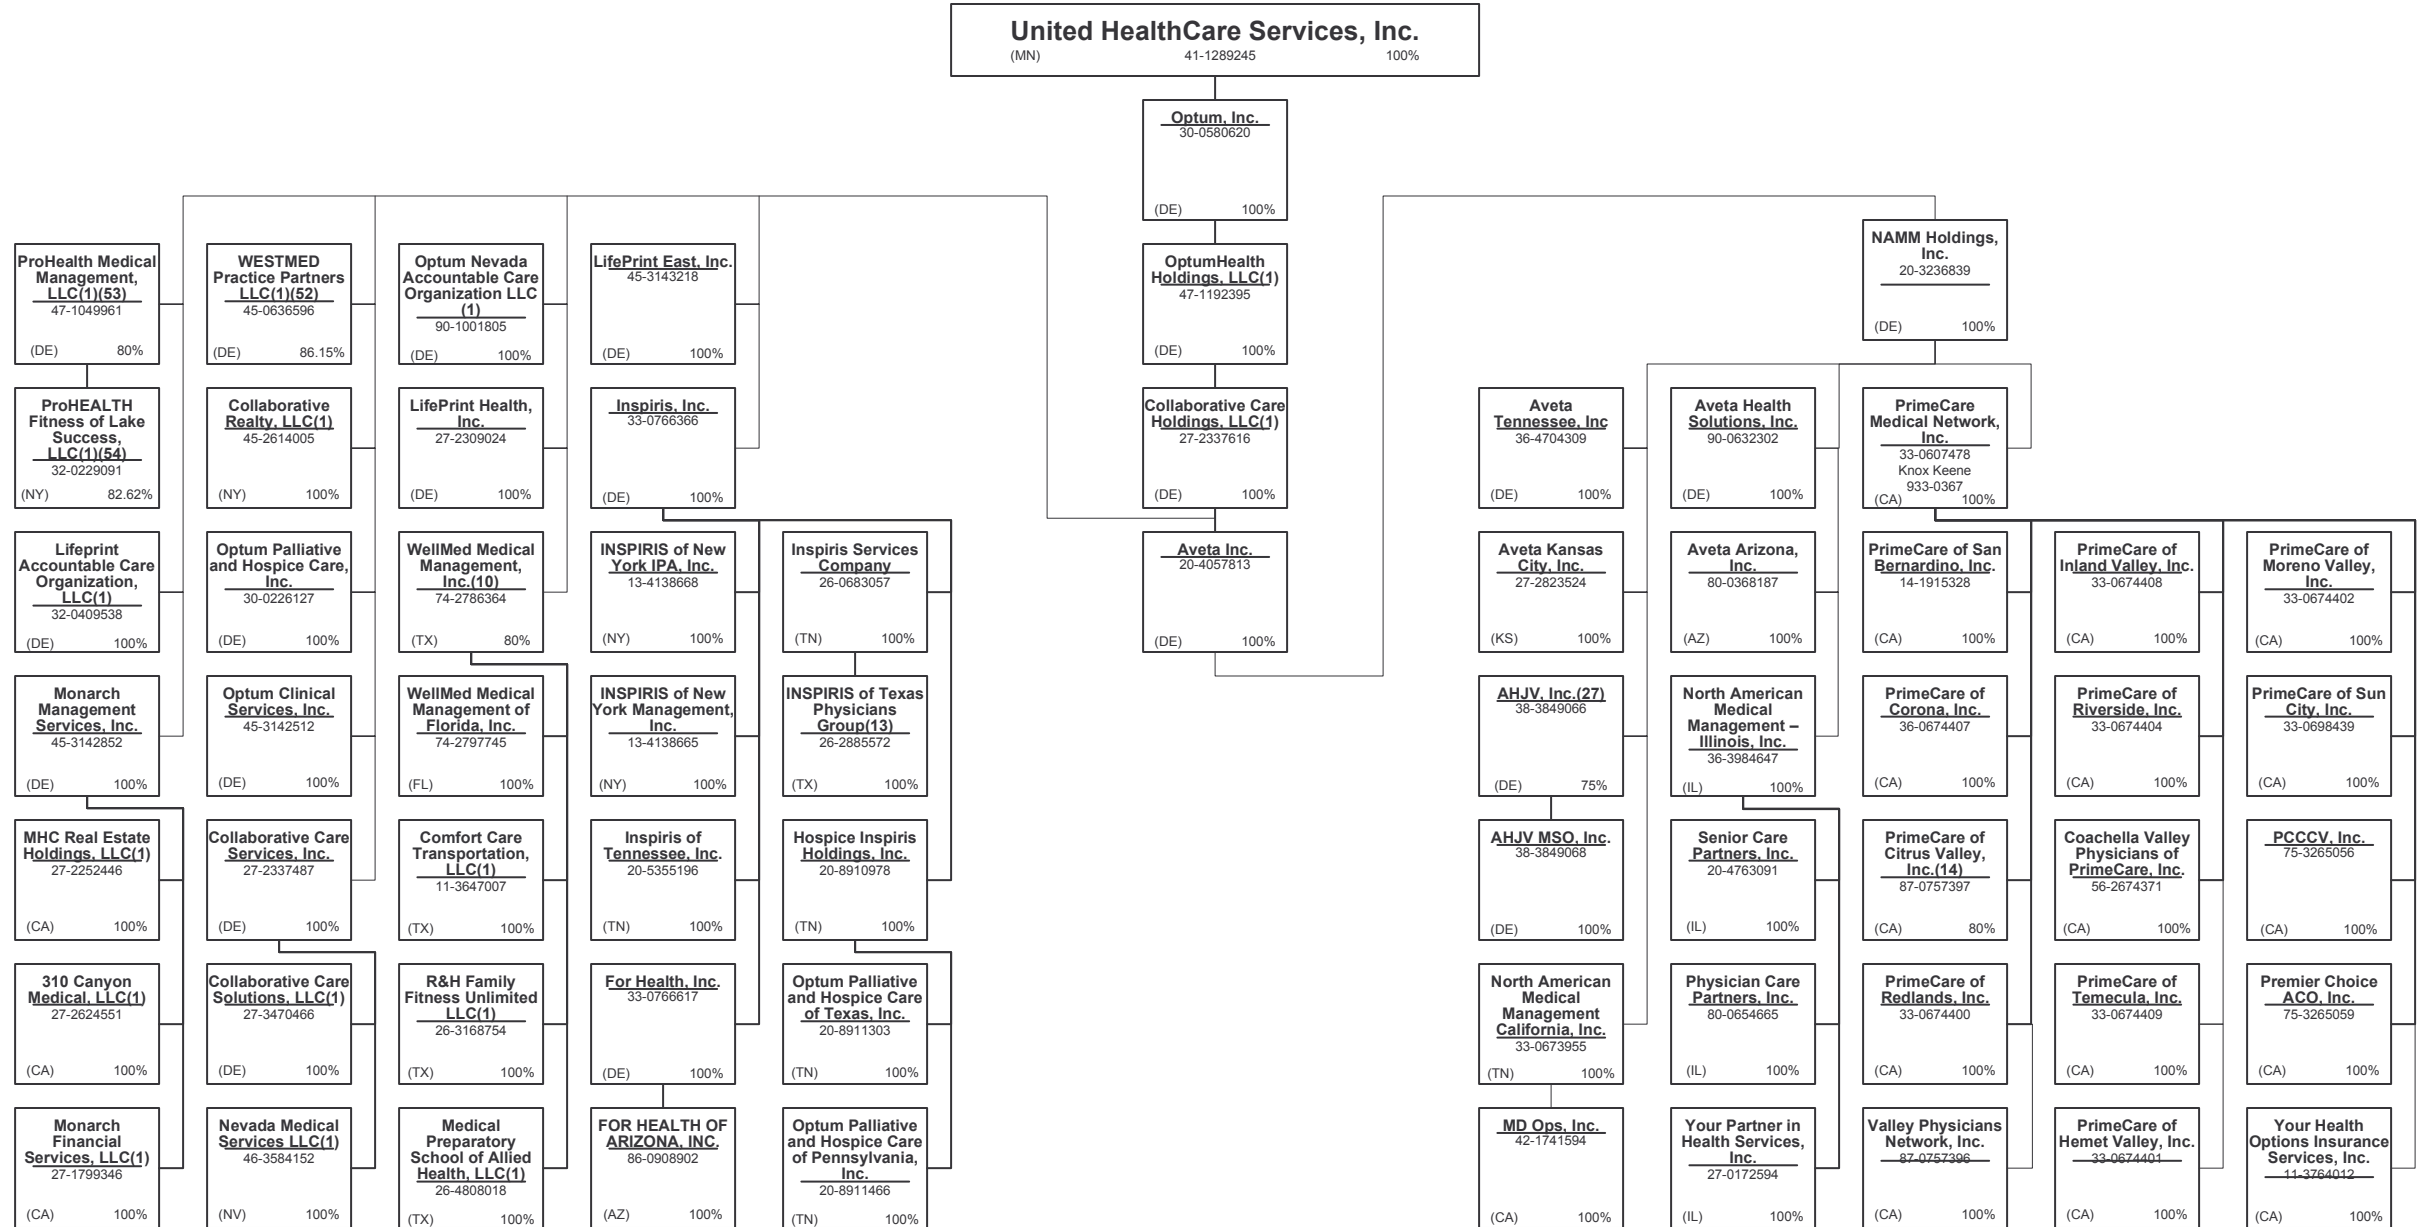 United HealthCare Services, Inc.
(MN) 41-1289245 100%
Optum, Inc.
30-0580620
(DE) 100%
OptumHealth
Holdings, LLC(1)
47-1192395
(DE) 100%
Collaborative Care
Holdings, LLC(1)
27-2337616
(DE) 100%
Aveta Inc.
20-4057813
(DE) 100%
ProHealth Medical
Management,
LLC(1)(53)
47-1049961
(DE) 80%
ProHEALTH
Fitness of Lake
Success,
LLC(1)(54)
32-0229091
(NY) 82.62%
Lifeprint
Accountable Care
Organization,
LLC(1)
32-0409538
(DE) 100%
Monarch
Management
Services, Inc.
45-3142852
(DE) 100%
MHC Real Estate
Holdings, LLC(1)
27-2252446
(CA) 100%
310 Canyon
Medical, LLC(1)
27-2624551
(CA) 100%
Monarch
Financial
Services, LLC(1)
27-1799346
(CA) 100%
WESTMED
Practice Partners
LLC(1)(52)
45-0636596
(DE) 86.15%
Collaborative
Realty, LLC(1)
45-2614005
(NY) 100%
Optum Palliative
and Hospice Care,
Inc.
30-0226127
(DE) 100%
Optum Clinical
Services, Inc.
45-3142512
(DE) 100%
Collaborative Care
Services, Inc.
27-2337487
(DE) 100%
Collaborative Care
Solutions, LLC(1)
27-3470466
(DE) 100%
Nevada Medical
Services LLC(1)
46-3584152
(NV) 100%
Optum Nevada
Accountable Care
Organization LLC
(1)
90-1001805
(DE) 100%
LifePrint Health,
Inc.
27-2309024
(DE) 100%
WellMed Medical
Management,
Inc.(10)
74-2786364
(TX) 80%
WellMed Medical
Management of
Florida, Inc.
74-2797745
(FL) 100%
Comfort Care
Transportation,
LLC(1)
11-3647007
(TX) 100%
R&H Family
Fitness Unlimited
LLC(1)
26-3168754
(TX) 100%
Medical
Preparatory
School of Allied
Health, LLC(1)
26-4808018
(TX) 100%
LifePrint East, Inc.
45-3143218
(DE) 100%
Inspiris, Inc.
33-0766366
(DE) 100%
INSPIRIS of New
York IPA, Inc.
13-4138668
(NY) 100%
INSPIRIS of New
York Management,
Inc.
13-4138665
(NY) 100%
Inspiris of
Tennessee, Inc.
20-5355196
(TN) 100%
For Health, Inc.
33-0766617
(DE) 100%
FOR HEALTH OF
ARIZONA, INC.
86-0908902
(AZ) 100%
Inspiris Services
Company
26-0683057
(TN) 100%
INSPIRIS of Texas
Physicians
Group(13)
26-2885572
(TX) 100%
Hospice Inspiris
Holdings, Inc.
20-8910978
(TN) 100%
Optum Palliative
and Hospice Care
of Texas, Inc.
20-8911303
(TN) 100%
Optum Palliative
and Hospice Care
of Pennsylvania,
Inc.
20-8911466
(TN) 100%
NAMM Holdings,
Inc.
20-3236839
(DE) 100%
Aveta
Tennessee, Inc
36-4704309
(DE) 100%
Aveta Kansas
City, Inc.
27-2823524
(KS) 100%
AHJV, Inc.(27)
38-3849066
(DE) 75%
AHJV MSO, Inc.
38-3849068
(DE) 100%
North American
Medical
Management
California, Inc.
33-0673955
(TN) 100%
MD Ops, Inc.
42-1741594
(CA) 100%
Aveta Health
Solutions, Inc.
90-0632302
(DE) 100%
Aveta Arizona,
Inc.
80-0368187
(AZ) 100%
North American
Medical
Management –
Illinois, Inc.
36-3984647
(IL) 100%
Senior Care
Partners, Inc.
20-4763091
(IL) 100%
Physician Care
Partners, Inc.
80-0654665
(IL) 100%
Your Partner in
Health Services,
Inc.
27-0172594
(IL) 100%
PrimeCare
Medical Network,
Inc.
33-0607478
Knox Keene
933-0367
(CA) 100%
PrimeCare of San
Bernardino, Inc.
14-1915328
(CA) 100%
PrimeCare of
Corona, Inc.
36-0674407
(CA) 100%
PrimeCare of
Citrus Valley,
Inc.(14)
87-0757397
(CA) 80%
PrimeCare of
Redlands, Inc.
33-0674400
(CA) 100%
Valley Physicians
Network, Inc.
87-0757396
(CA) 100%
PrimeCare of
Inland Valley, Inc.
33-0674408
(CA) 100%
PrimeCare of
Riverside, Inc.
33-0674404
(CA) 100%
Coachella Valley
Physicians of
PrimeCare, Inc.
56-2674371
(CA) 100%
PrimeCare of
Temecula, Inc.
33-0674409
(CA) 100%
PrimeCare of
Hemet Valley, Inc.
33-0674401
(CA) 100%
PrimeCare of
Moreno Valley,
Inc.
33-0674402
(CA) 100%
PrimeCare of Sun
City, Inc.
33-0698439
(CA) 100%
PCCCV, Inc.
75-3265056
(CA) 100%
Premier Choice
ACO, Inc.
75-3265059
(CA) 100%
Your Health
Options Insurance
Services, Inc.
11-3764012
(CA) 100%